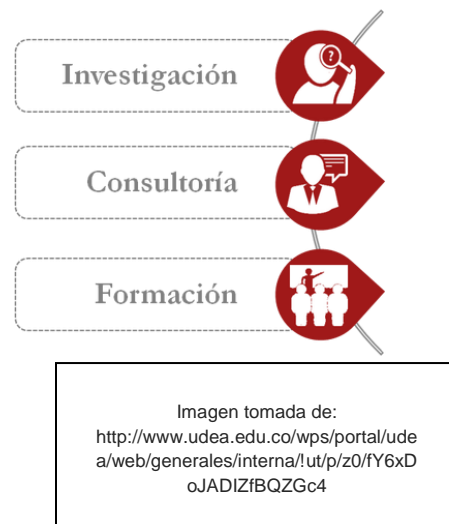 Investigación
?
Consultoría
Formación
Imagen tomada de:
http://www.udea.edu.co/wps/portal/ude
a/web/generales/interna/!ut/p/z0/fY6xD
oJADIZfBQZGc4